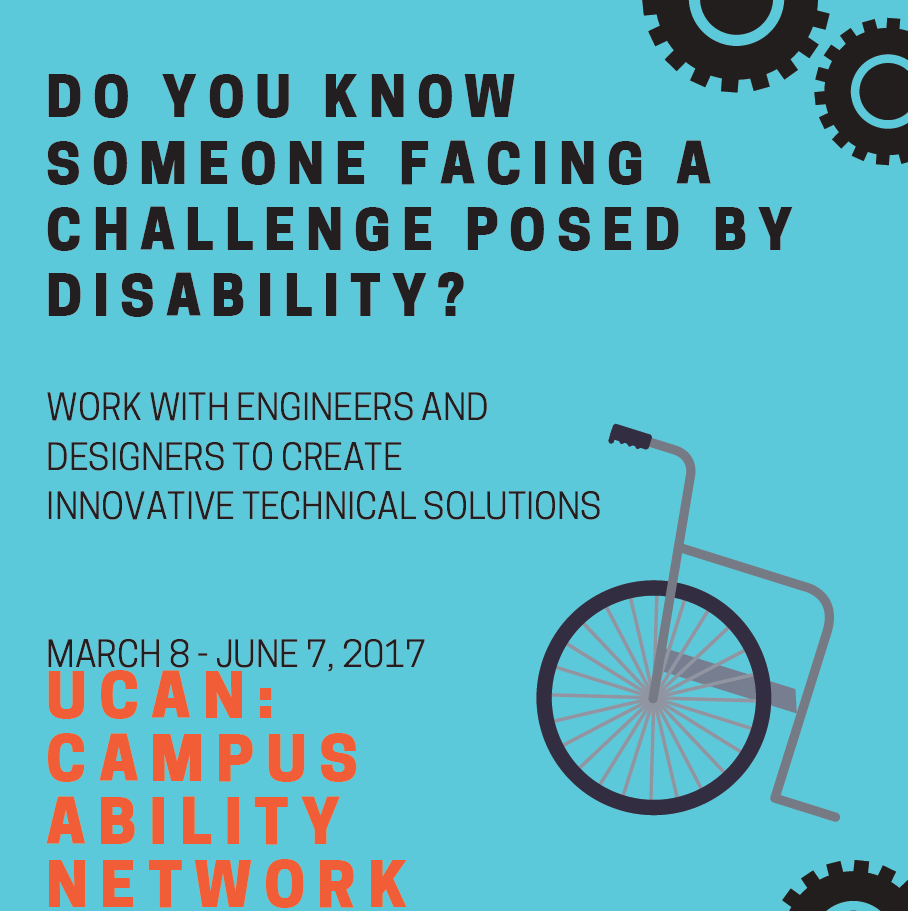 DO YOU KNOW
SOMEONE FACING A
CHALLENGE POSED BY
DISABILITY?
WORK WITH ENGINEERS AND
DESIGNERS TO CREATE
INNOVATIVE TECHNICAL SOLUTIONS
MARCH 8 - JUNE 7, 2017
UCAN:
CAMPUS
ABILITY
NETWORK